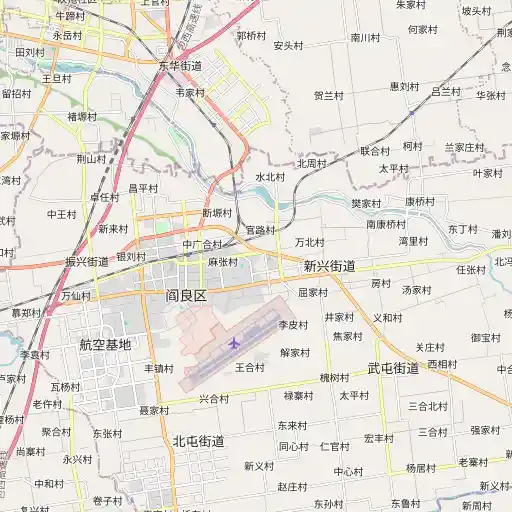 上官村
朱家村
坡头村
牛蹄村
永岳村
郭桥村
安头村
南川村
何家村
田刘村
王旦村
东华街道
惠刘村
吕兰村
华张村
留招村
韦家村
贺兰村
褚塬村
荆山村
北周村
联合村
柯村
兰家庄村
太平村
叶家村
昌平村
水北村
卓任村
中王村
断塬村
樊家村
康桥村
新来村
官路村
南康桥村
东丁村
中广合村
万北村
湾里村
振兴街道
银刘村
麻张村
新兴街道
任张村
万仙村
阎良区
屈家村
房村
汤家村
慕郑村
李皮村
井家村
义和村
焦家村
御宝村
李袁村
航空基地
解家村
关庄村
丰镇村
王合村
武屯街道
西相村
瓦杨村
槐树村
老仵村
兴合村
禄寨村
太平村
聂家村
三合北村
聚合村
东张村
北屯街道
东来村
宏丰村
三合村
强家村
尚寨村
同心村
仁官村
永兴村
新义村
中心村
杨居村
老寨村
中和村
赵庄村
卷子村
东孙村
东鲁村
新周村